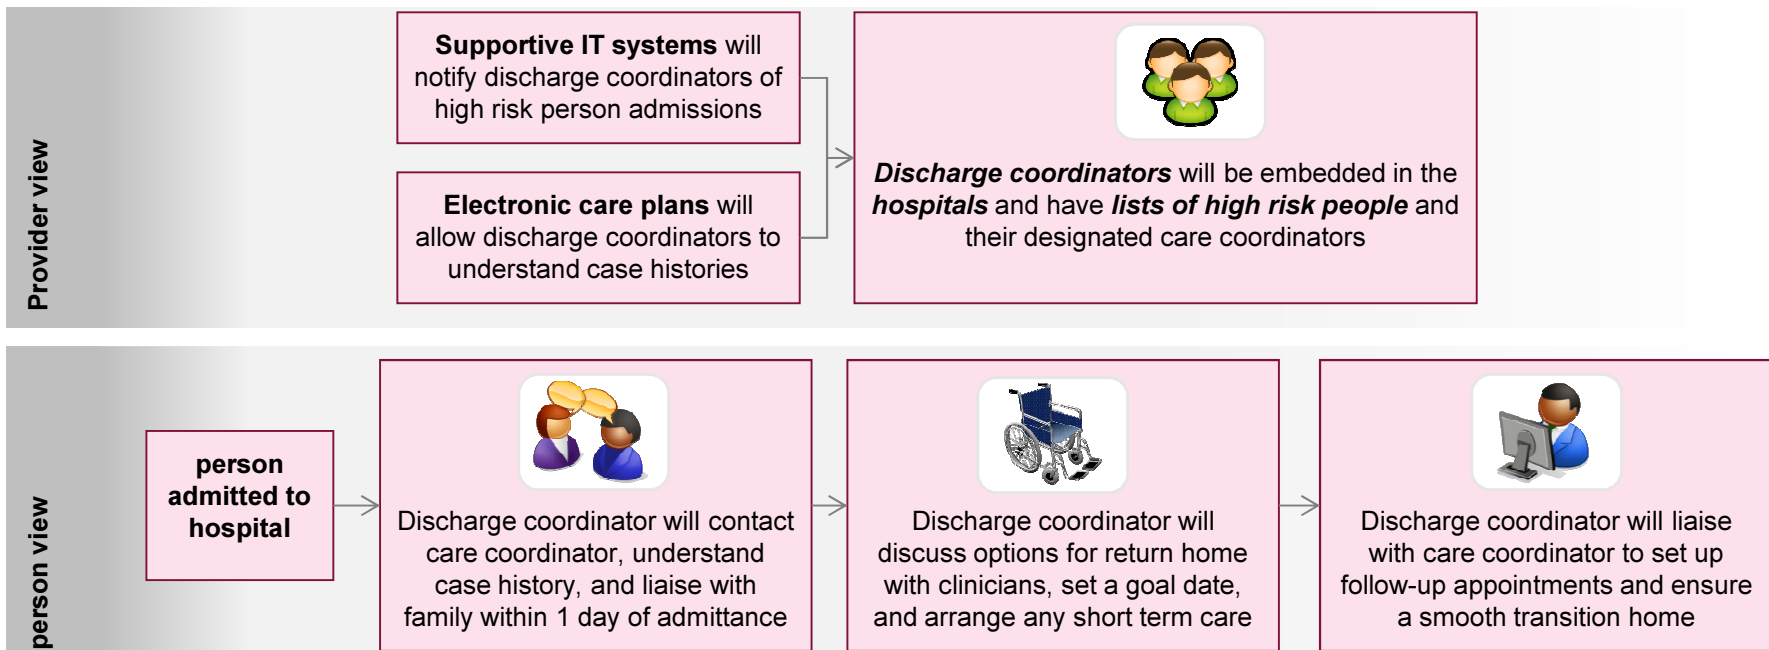 Provider view
Supportive IT systems will
notify discharge coordinators of
high risk person admissions
Electronic care plans will
allow discharge coordinators to
understand case histories
Discharge coordinators will be embedded in the
hospitals and have lists of high risk people and
their designated care coordinators
person view
person
admitted to
hospital
Discharge coordinator will contact
care coordinator, understand
case history, and liaise with
family within 1 day of admittance
Discharge coordinator will
discuss options for return home
with clinicians, set a goal date,
and arrange any short term care
Discharge coordinator will liaise
with care coordinator to set up
follow-up appointments and ensure
a smooth transition home